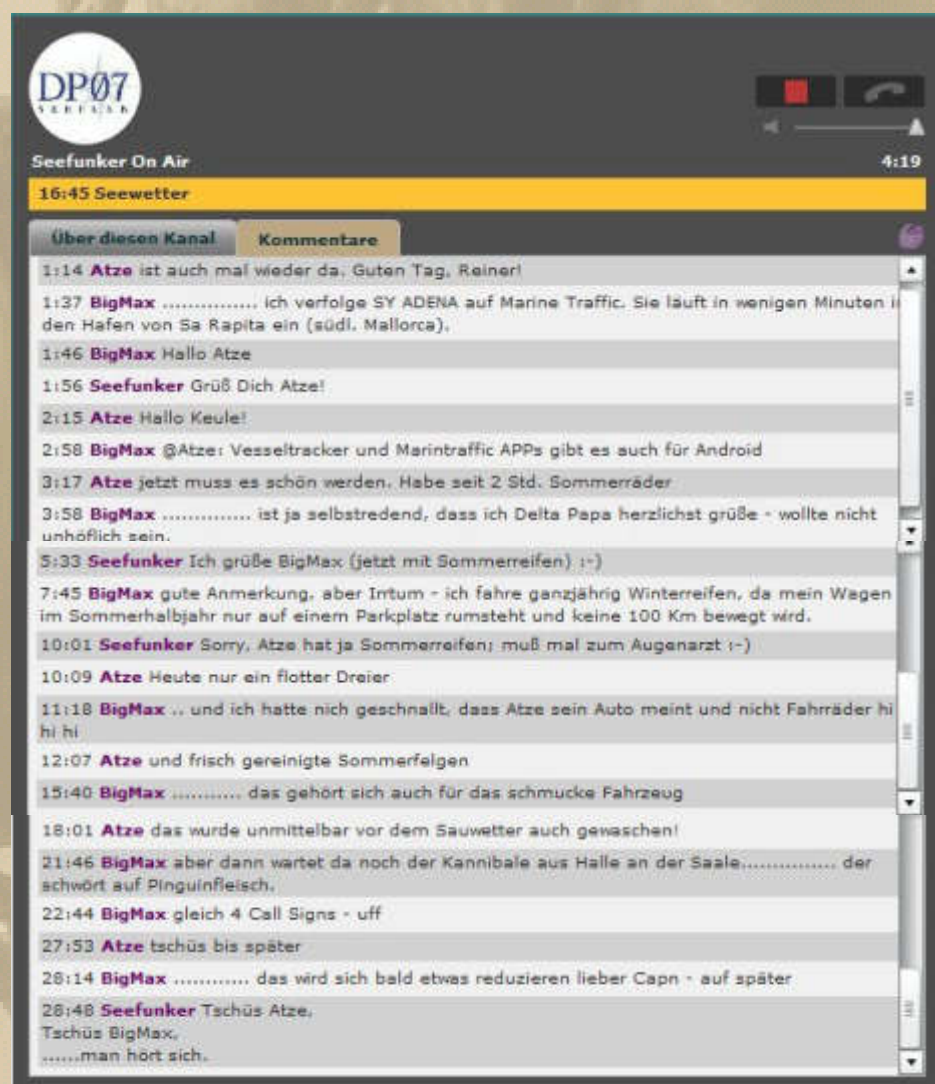 DP07
SEEFUNK
Seefunker On Air
4:19
16:45 Seewetter
Über diesen Kanal
Kommentare
1:14 Atze ist auch mal wieder da. Guten Tag, Reiner!
1:37 BigMax ............... ich verfolge SY ADENA auf Marine Traffic. Sie läuft in wenigen Minuten in
den Hafen von Sa Rapita ein (südl. Mallorca).
1:46 BigMax Hallo Atze
1:56 Seefunker Grüß Dich Atze!
2:15 Atze Hallo Keule!
2:58 BigMax @Atze: Vesseltracker und Marintraffic APPs gibt es auch für Android
3:17 Atze jetzt muss es schön werden. Habe seit 2 Std. Sommerräder
3:58 BigMax .............. ist ja selbstredend, dass ich Delta Papa herzlichst grüße - wollte nicht
unhöflich sein.
5:33 Seefunker Ich grüße BigMax (jetzt mit Sommerreifen) :-)
7:45 BigMax gute Anmerkung, aber Irrtum - ich fahre ganzjährig Winterreifen, da mein Wagen
im Sommerhalbjahr nur auf einem Parkplatz rumsteht und keine 100 Km bewegt wird.
10:01 Seefunker Sorry, Atze hat ja Sommerreifen; muß mal zum Augenarzt :-)
10:09 Atze Heute nur ein flotter Dreier
11:18 BigMax .. und ich hatte nich geschnallt, dass Atze sein Auto meint und nicht Fahrräder hi
hi hi
12:07 Atze und frisch gereinigte Sommerfelgen
15:40 BigMax ........... das gehört sich auch für das schmucke Fahrzeug
18:01 Atze das wurde unmittelbar vor dem Sauwetter auch gewaschen!
21:46 BigMax aber dann wartet da noch der Kannibale aus Halle an der Saale............... der
schwört auf Pinguinfleisch.
22:44 BigMax gleich 4 Call Signs - uff
27:53 Atze tschüs bis später
28:14 BigMax ............ das wird sich bald etwas reduzieren lieber Capn - auf später
28:48 Seefunker Tschüs Atze,
Tschüs BigMax,
......man hört sich.